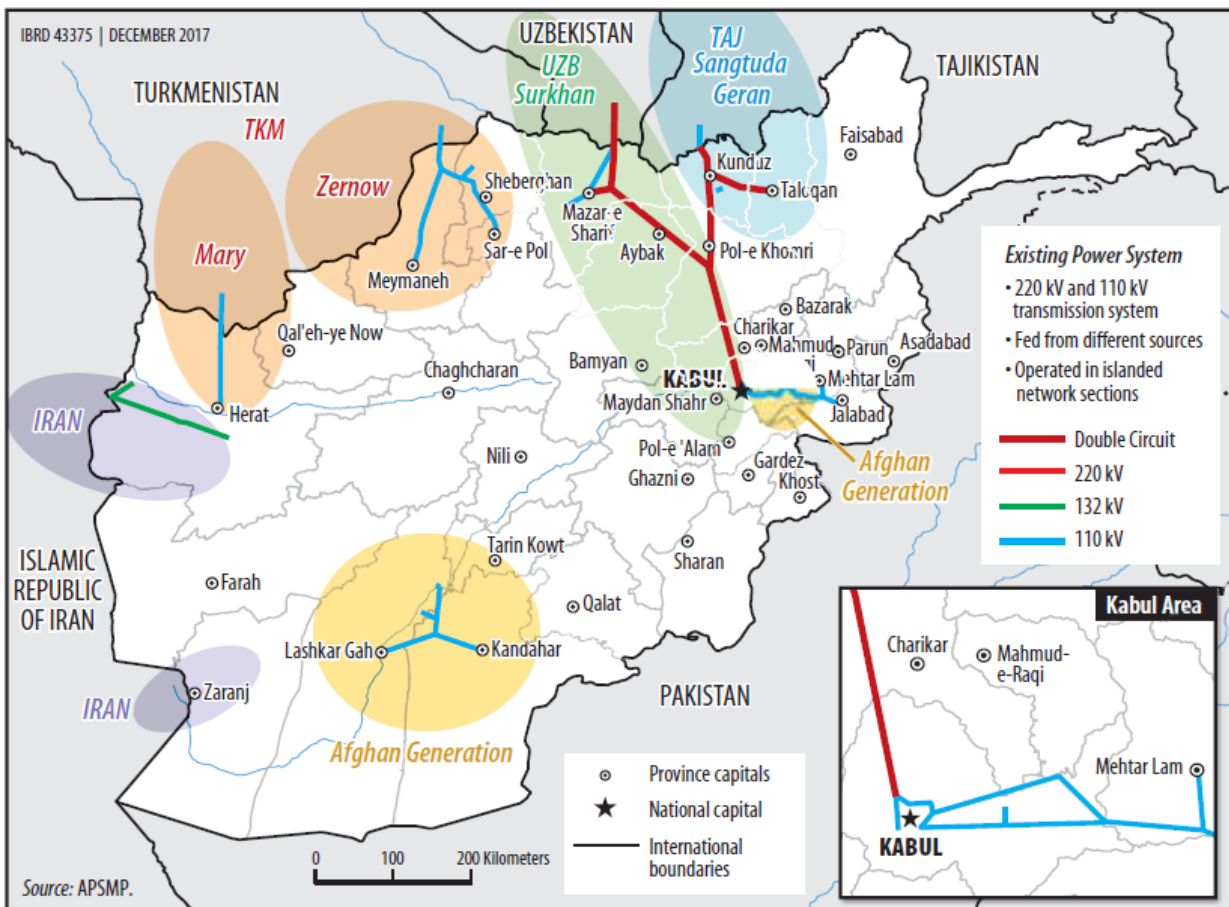 IBRD 43375 | DECEMBER 2017
UZBEKISTAN
UZB
Surkhan
TAJ
Sangtuda
Geran
TAJIKISTAN
TURKMENISTAN
TKM
Zernow
Mary
Faisabad
Kunduz
Taloqan
Sheberghan
Mazar-e
Sharif
Sar-e Pol
Aybak
Pol-e Khomri
Meymaneh
Existing Power System
• 220 kV and 110 kV
transmission system
• Fed from different sources
• Operated in islanded
network sections
Double Circuit
220 kV
132 kV
110 kV
Qal'eh-ye Now
Bazarak
Charikar
Mahmud
Parun
Asadabad
Bamyan
Chaghcharan
KABUL
Mehtar Lam
Maydan Shahr
Jalabad
Herat
IRAN
Pol-e 'Alam
Afghan
Generation
Nili
Ghazni
Gardez
Khost
Tarin Kowt
Sharan
ISLAMIC
REPUBLIC
OF IRAN
Farah
Qalat
Lashkar Gah
Kandahar
Zaranj
IRAN
PAKISTAN
Afghan Generation
Province capitals
National capital
International
boundaries
0 100 200 Kilometers
Source: APSMP.
Kabul Area
Charikar
Mahmud-
e-Raqi
Mehtar Lam
KABUL